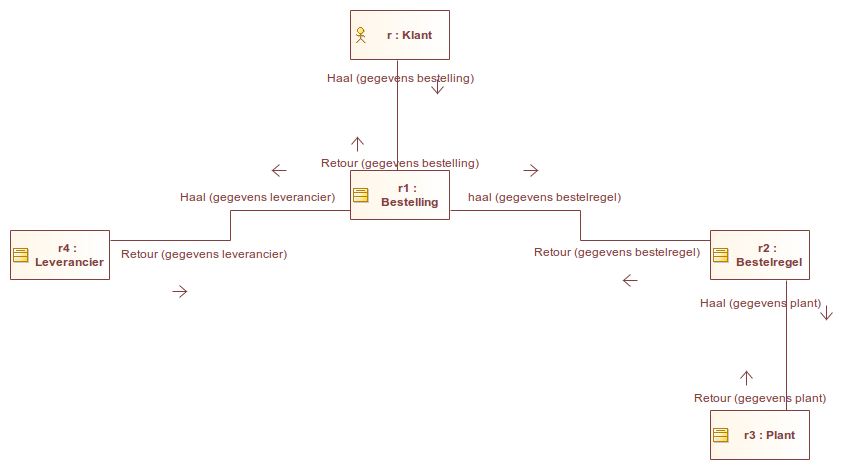 r : Klant
Haal (gegevens bestelling)
Retour (gegevens bestelling)
r1 :
Bestelling
Haal (gegevens leverancier)
haal (gegevens bestelregel)
r4 :
Leverancier
Retour (gegevens leverancier)
Retour (gegevens bestelregel)
r2 :
Bestelregel
Haal (gegevens plant)
Retour (gegevens plant)
r3 : Plant